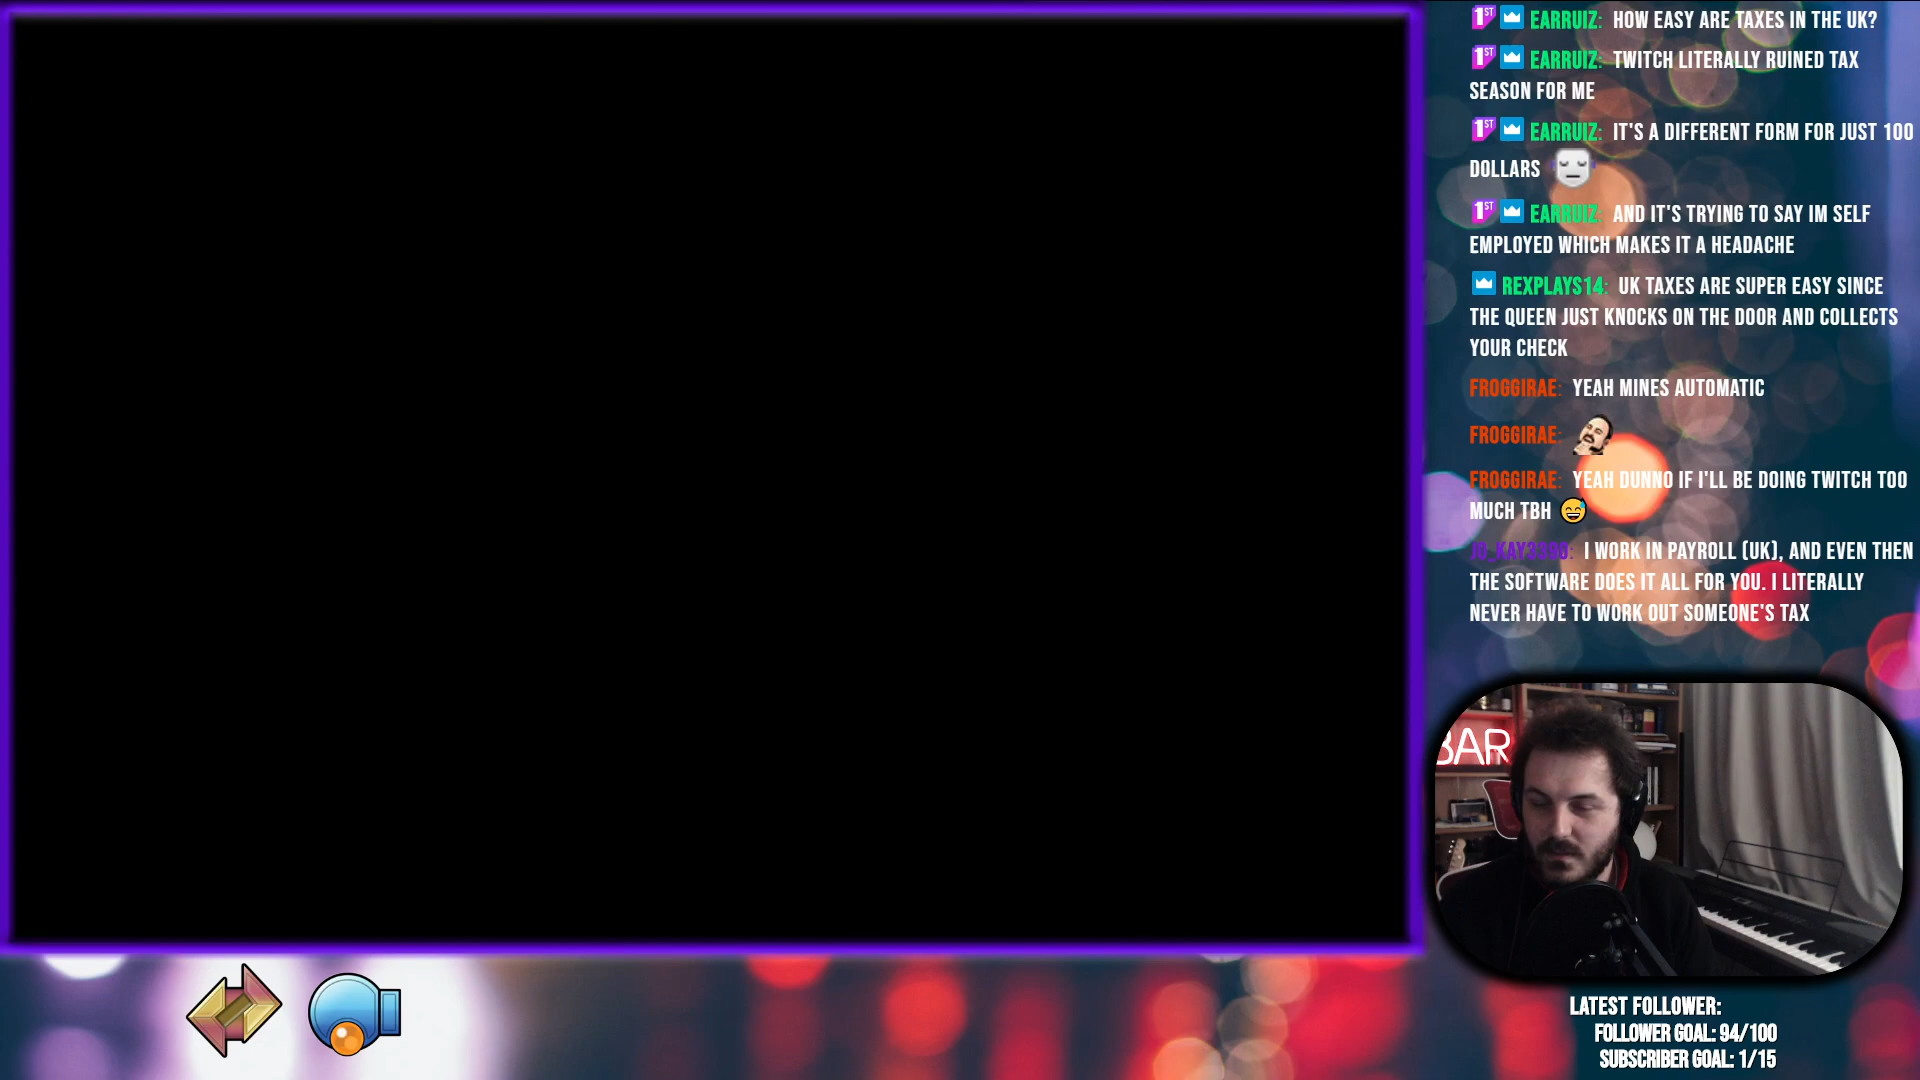 1ST EARRUIZ: HOW EASY ARE TAXES IN THE UK?
1ST EARRUIZ: TWITCH LITERALLY RUINED TAX
SEASON FOR ME
1ST EARRUIZ: IT'S A DIFFERENT FORM FOR JUST 100
DOLLARS
1ST EARRUIZ: AND IT'S TRYING TO SAY IM SELF
EMPLOYED WHICH MAKES IT A HEADACHE
REXPLAYS14: UK TAXES ARE SUPER EASY SINCE
THE QUEEN JUST KNOCKS ON THE DOOR AND COLLECTS
YOUR CHECK
FROGGIRAE: YEAH MINES AUTOMATIC
FROGGIRAE:
FROGGIRAE: YEAH DUNNO IF I'LL BE DOING TWITCH TOO
MUCH TBH
I WORK IN PAYROLL (UK), AND EVEN THEN
THE SOFTWARE DOES IT ALL FOR YOU. I LITERALLY
NEVER HAVE TO WORK OUT SOMEONE'S TAX
BAR
LATEST FOLLOWER:
FOLLOWER GOAL: 94/100
SUBSCRIBER GOAL: 1/15